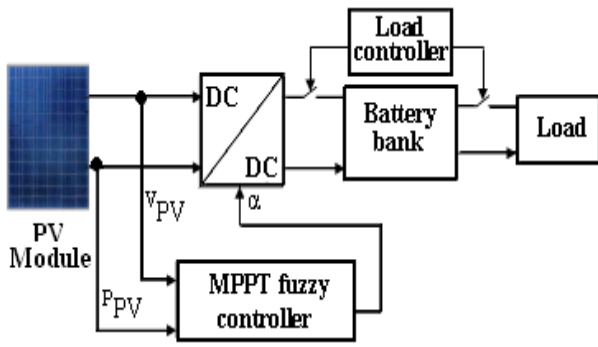 Load
controller
DC
DC
Battery
bank
Load
α
VPV
PV
Module
PPV
MPPT fuzzy
controller